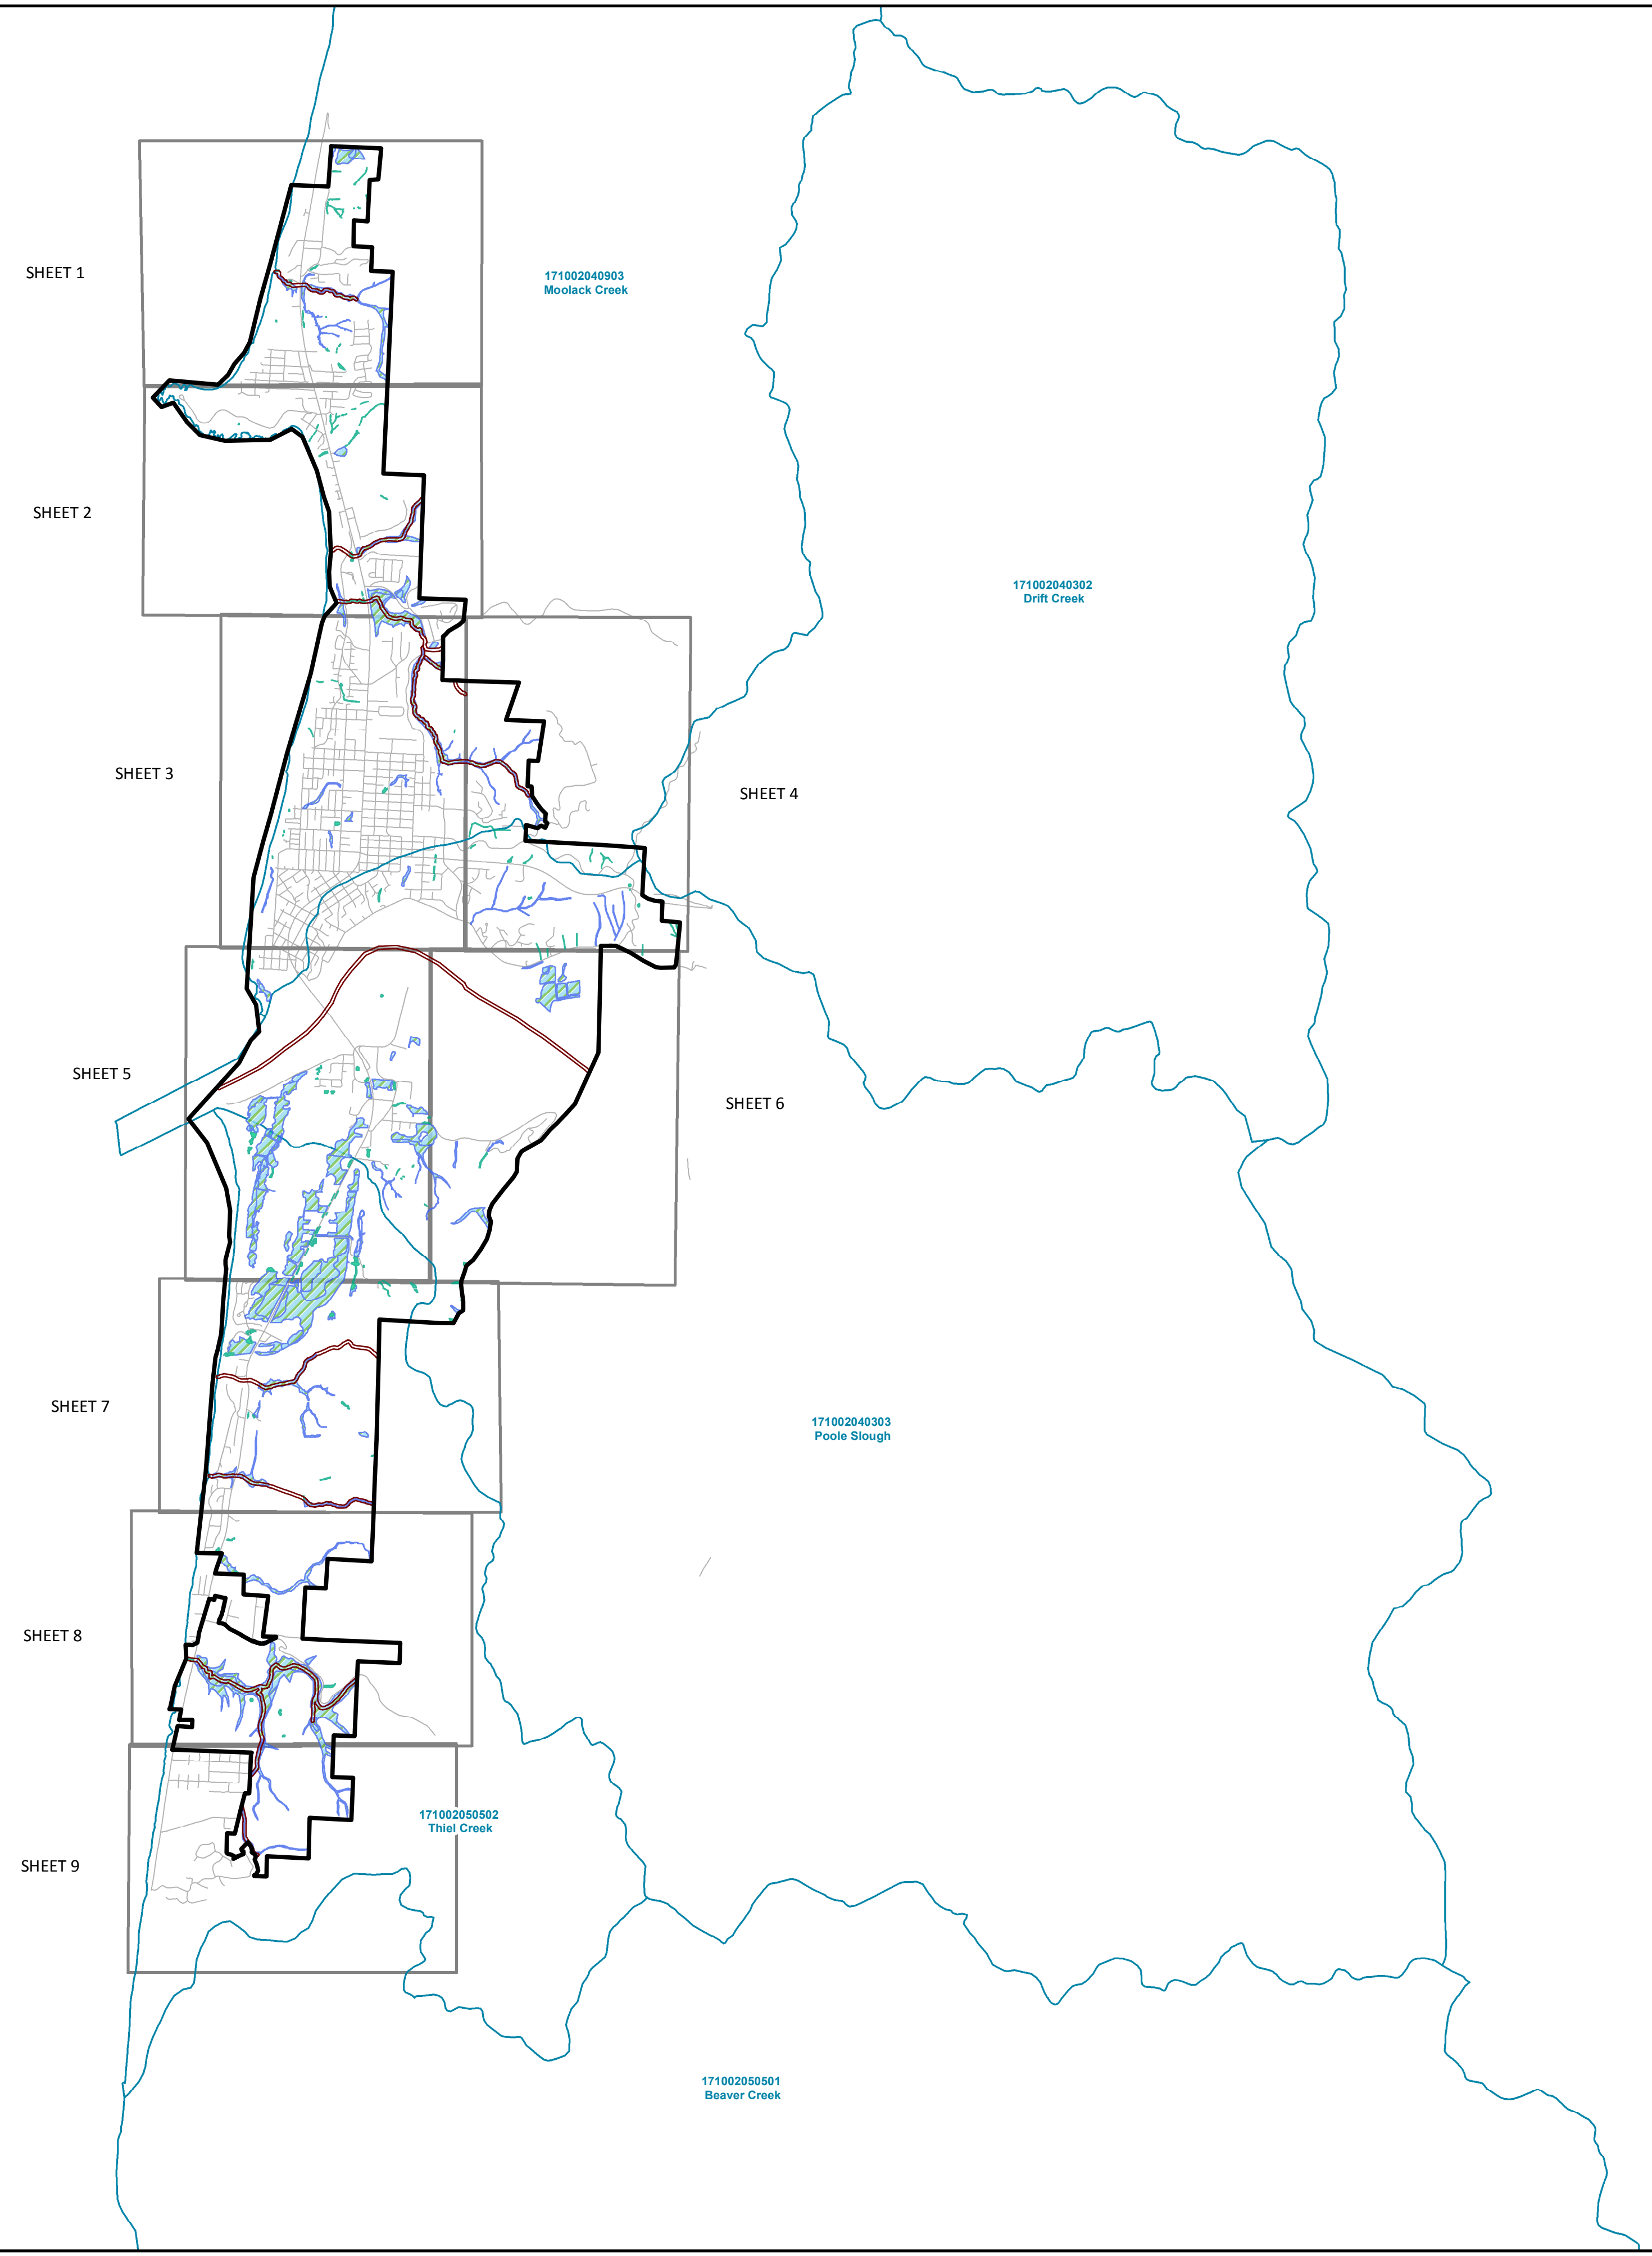 SHEET 1
171002040903
Moolack Creek
SHEET 2
171002040302
Drift Creek
SHEET 3
SHEET 4
SHEET 5
SHEET 6
SHEET 7
171002040303
Poole Slough
SHEET 8
171002050502
Thiel Creek
SHEET 9
171002050501
Beaver Creek